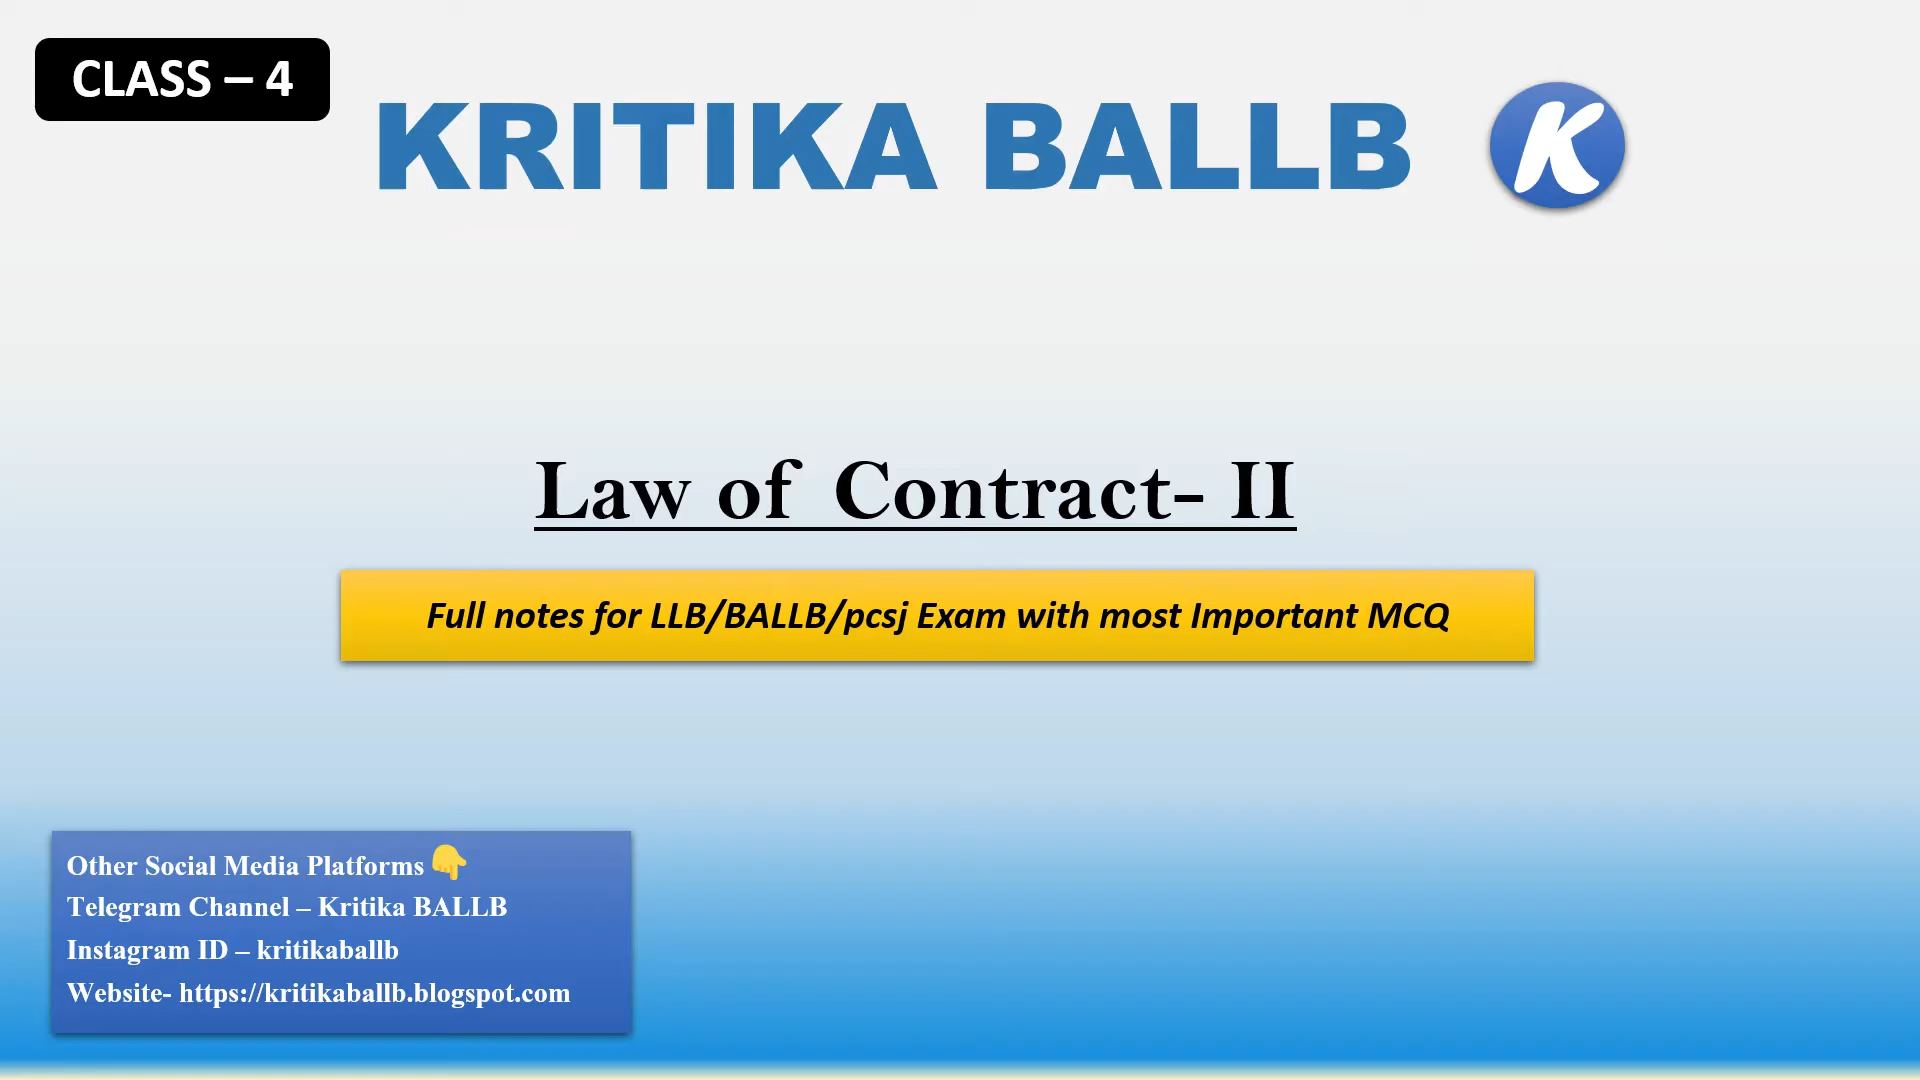 CLASS – 4
KRITIKA BALLB
K
Law of Contract- II
Full notes for LLB/BALLB/pcsj Exam with most Important MCQ
Other Social Media Platforms 👇
Telegram Channel – Kritika BALLB
Instagram ID – kritikaballb
Website- https://kritikaballb.blogspot.com